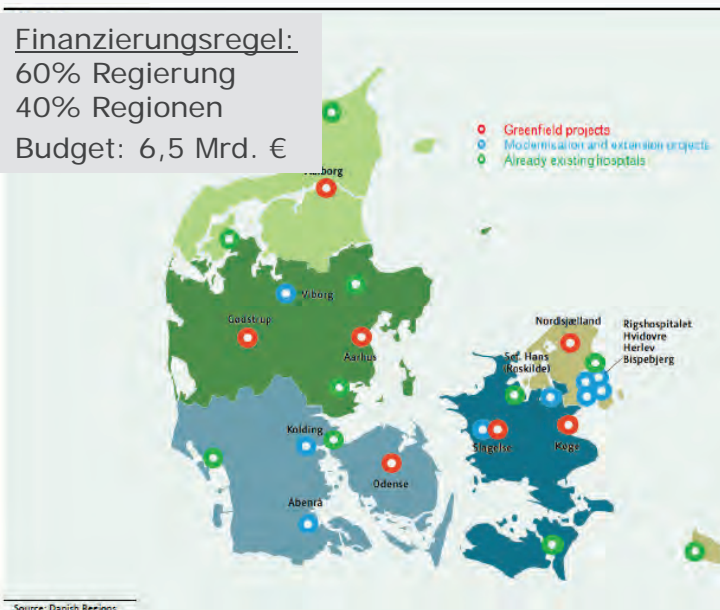 Finanzierungsregel:
60% Regierung
40% Regionen
Budget: 6,5 Mrd. €
Greenfield projects
Modernisation and extension projects
Already existing hospitals
Aalborg
Viborg
Gødstrup
Aarhus
Nordsjælland
Rigshospitalet
Hvidovre
Herlev
Bispebjerg
Sct. Hans
(Roskilde)
Kolding
Slagelse
Køge
Odense
Åbenrå
Source: Danish Regions